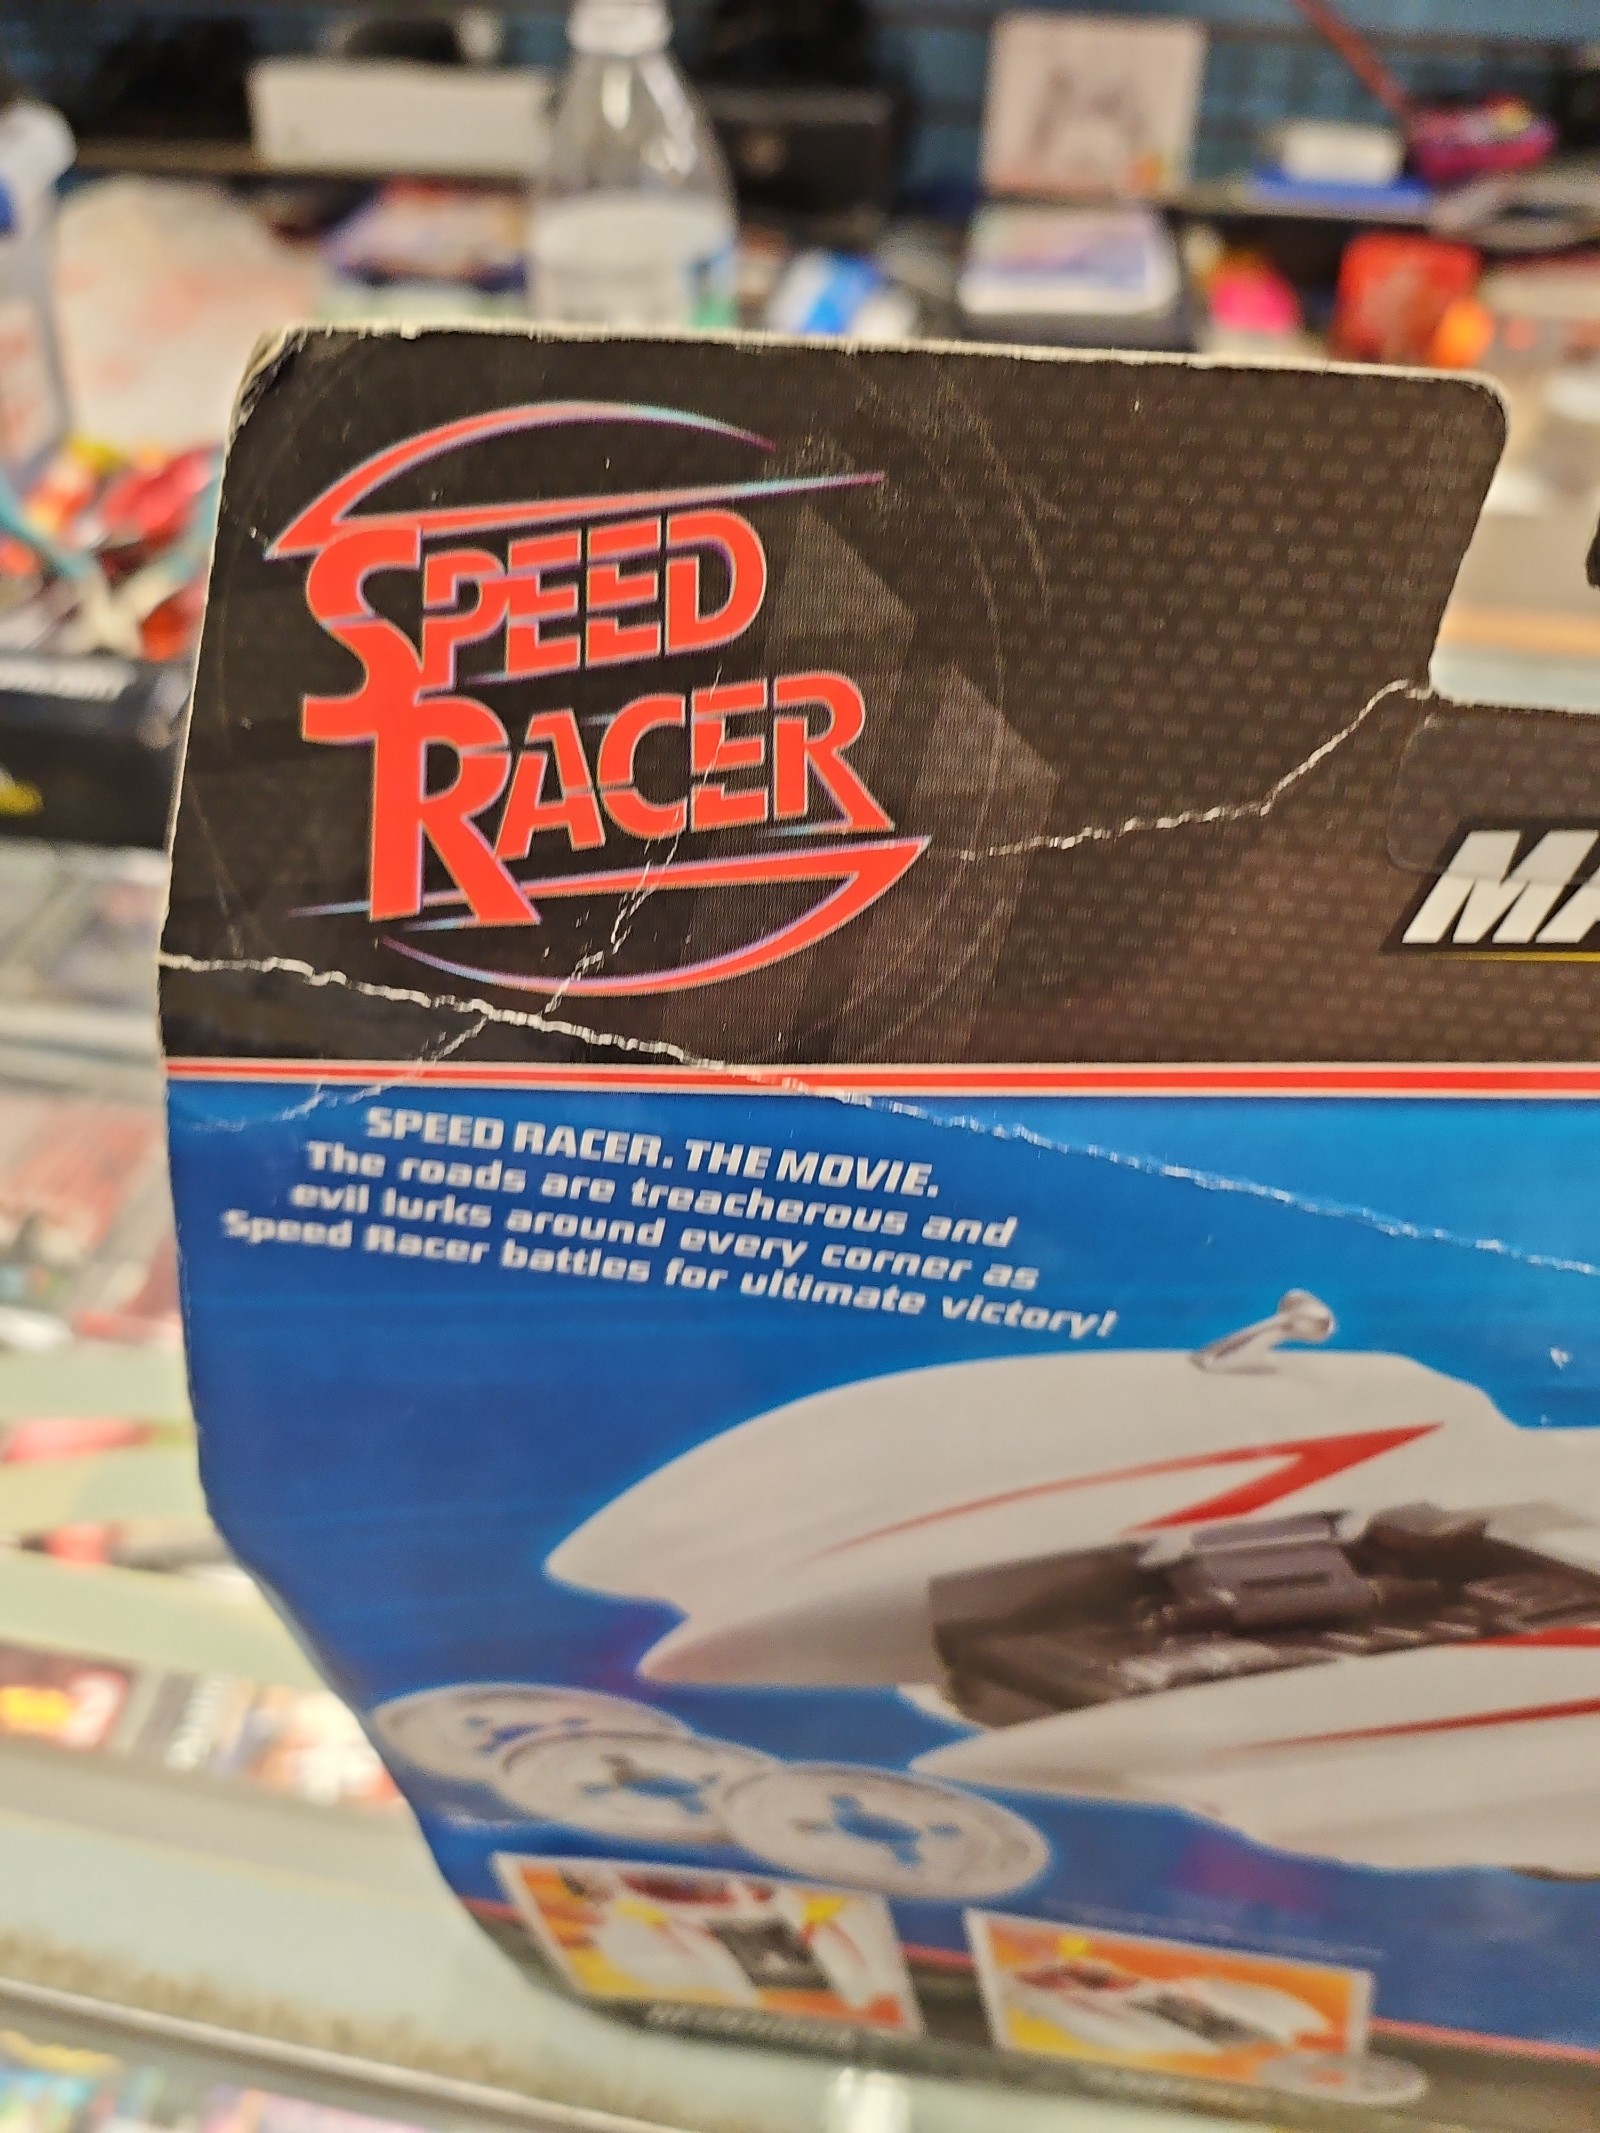 SPEED
RACER
MA
SPEED RACER. THE MOVIE.
The roads are treacherous and
evil lurks around every corner as
Speed Racer battles for ultimate victory!